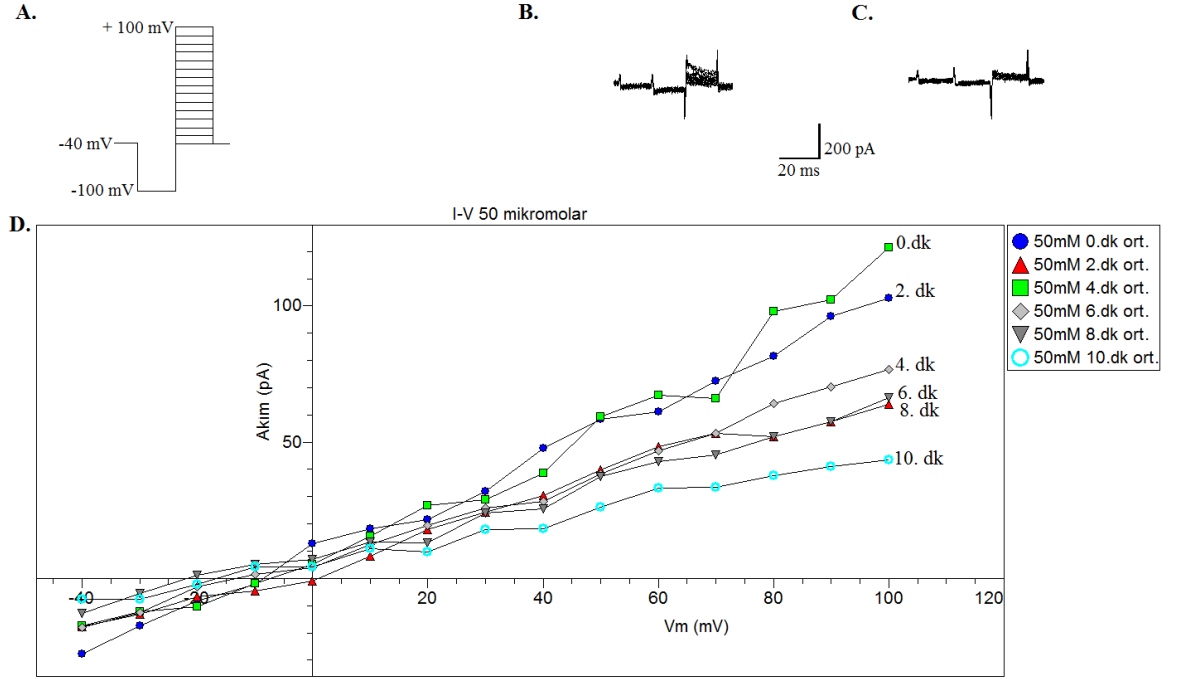 A.
+ 100 mV
-40 mV
-100 mV
B.
C.
200 pA
20 ms
D.
I-V 50 mikromolar
Akım (pA)
100
50
-40
-20
20
40
60
80
100
120
Vm (mV)
0.dk
2. dk
4. dk
6. dk
8. dk
10. dk
50mM 0.dk ort.
50mM 2.dk ort.
50mM 4.dk ort.
50mM 6.dk ort.
50mM 8.dk ort.
50mM 10.dk ort.